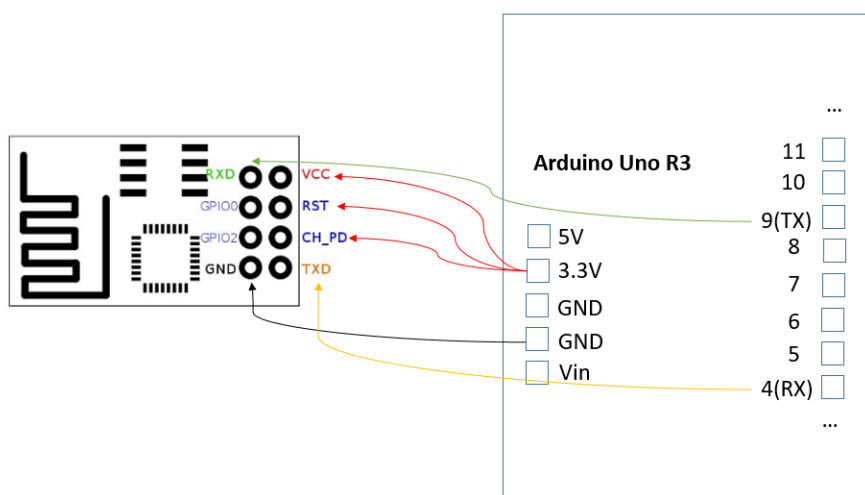 RXD
VCC
GPIO0
RST
GPIO2
CH_PD
GND
TXD
Arduino Uno R3
5V
3.3V
GND
GND
Vin
...
11
10
9(TX)
8
7
6
5
4(RX)
...